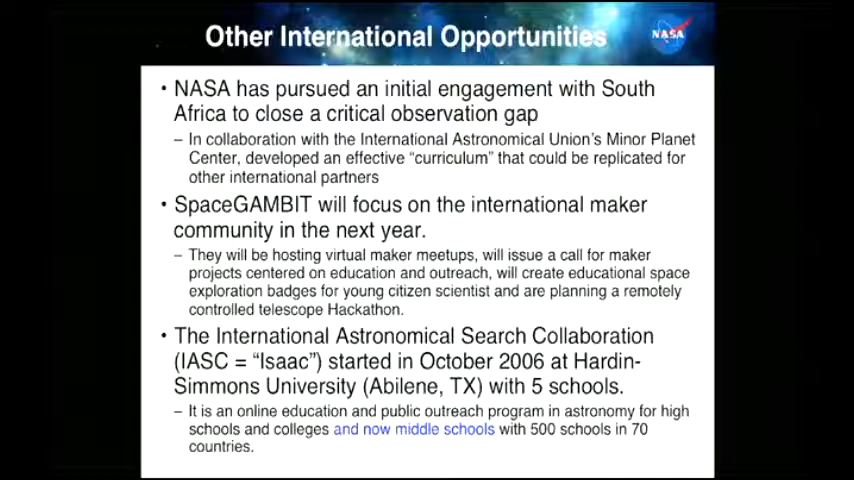 Other International Opportunities
NASA
• NASA has pursued an initial engagement with South
Africa to close a critical observation gap
– In collaboration with the International Astronomical Union's Minor Planet
Center, developed an effective “curriculum” that could be replicated for
other international partners
• SpaceGAMBIT will focus on the international maker
community in the next year.
– They will be hosting virtual maker meetups, will issue a call for maker
projects centered on education and outreach, will create educational space
exploration badges for young citizen scientist and are planning a remotely
controlled telescope Hackathon.
• The International Astronomical Search Collaboration
(IASC = “Isaac”) started in October 2006 at Hardin-
Simmons University (Abilene, TX) with 5 schools.
– It is an online education and public outreach program in astronomy for high
schools and colleges and now middle schools with 500 schools in 70
countries.